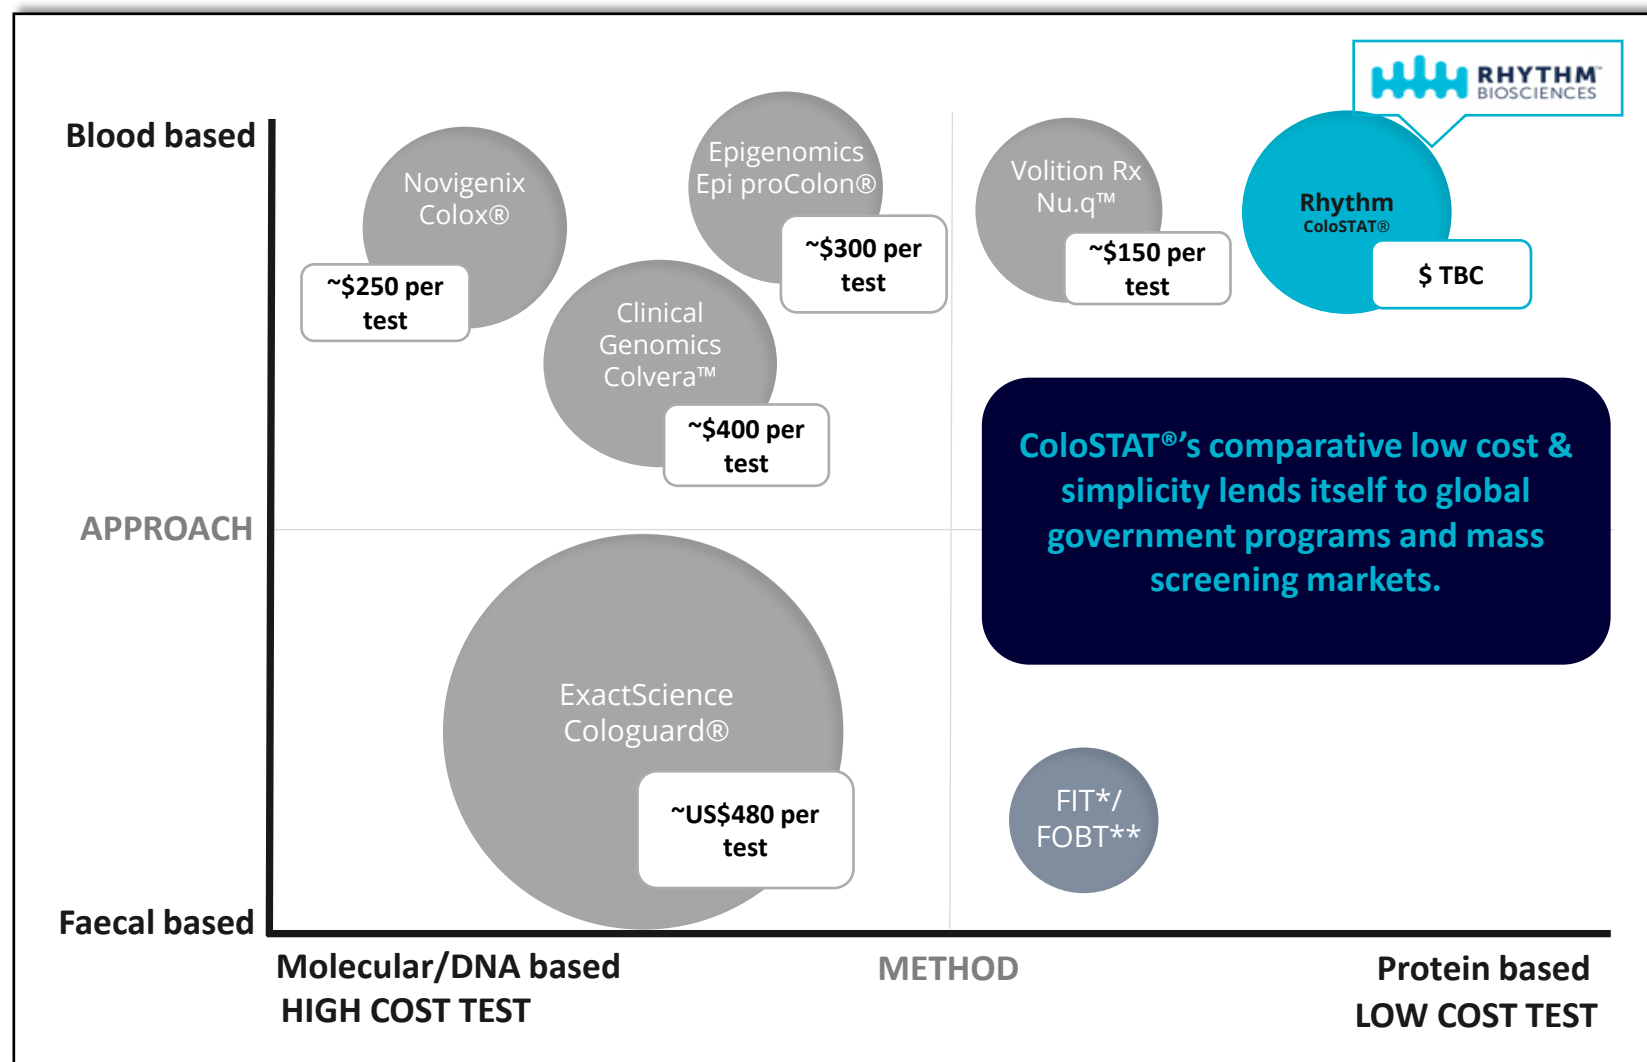 RHYTHM™
BIOSCIENCES
Blood based
Novigenix
Colox®
~$250 per
test
Epigenomics
Epi proColon®
~$300 per
test
Clinical
Genomics
Colvera™
~$400 per
test
Volition Rx
Nu.q™
~$150 per
test
Rhythm
ColoSTAT®
$ TBC
ColoSTAT®’s comparative low cost &
simplicity lends itself to global
government programs and mass
screening markets.
APPROACH
ExactScience
Cologuard®
~US$480 per
test
FIT*/
FOBT**
Faecal based
Molecular/DNA based
HIGH COST TEST
METHOD
Protein based
LOW COST TEST